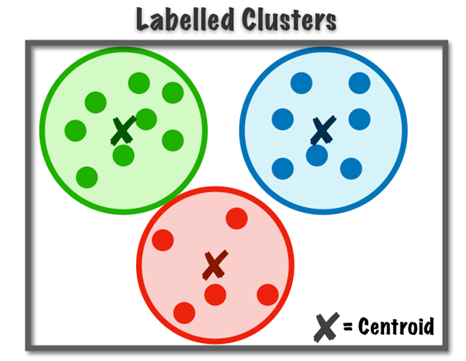 Labelled Clusters
X = Centroid